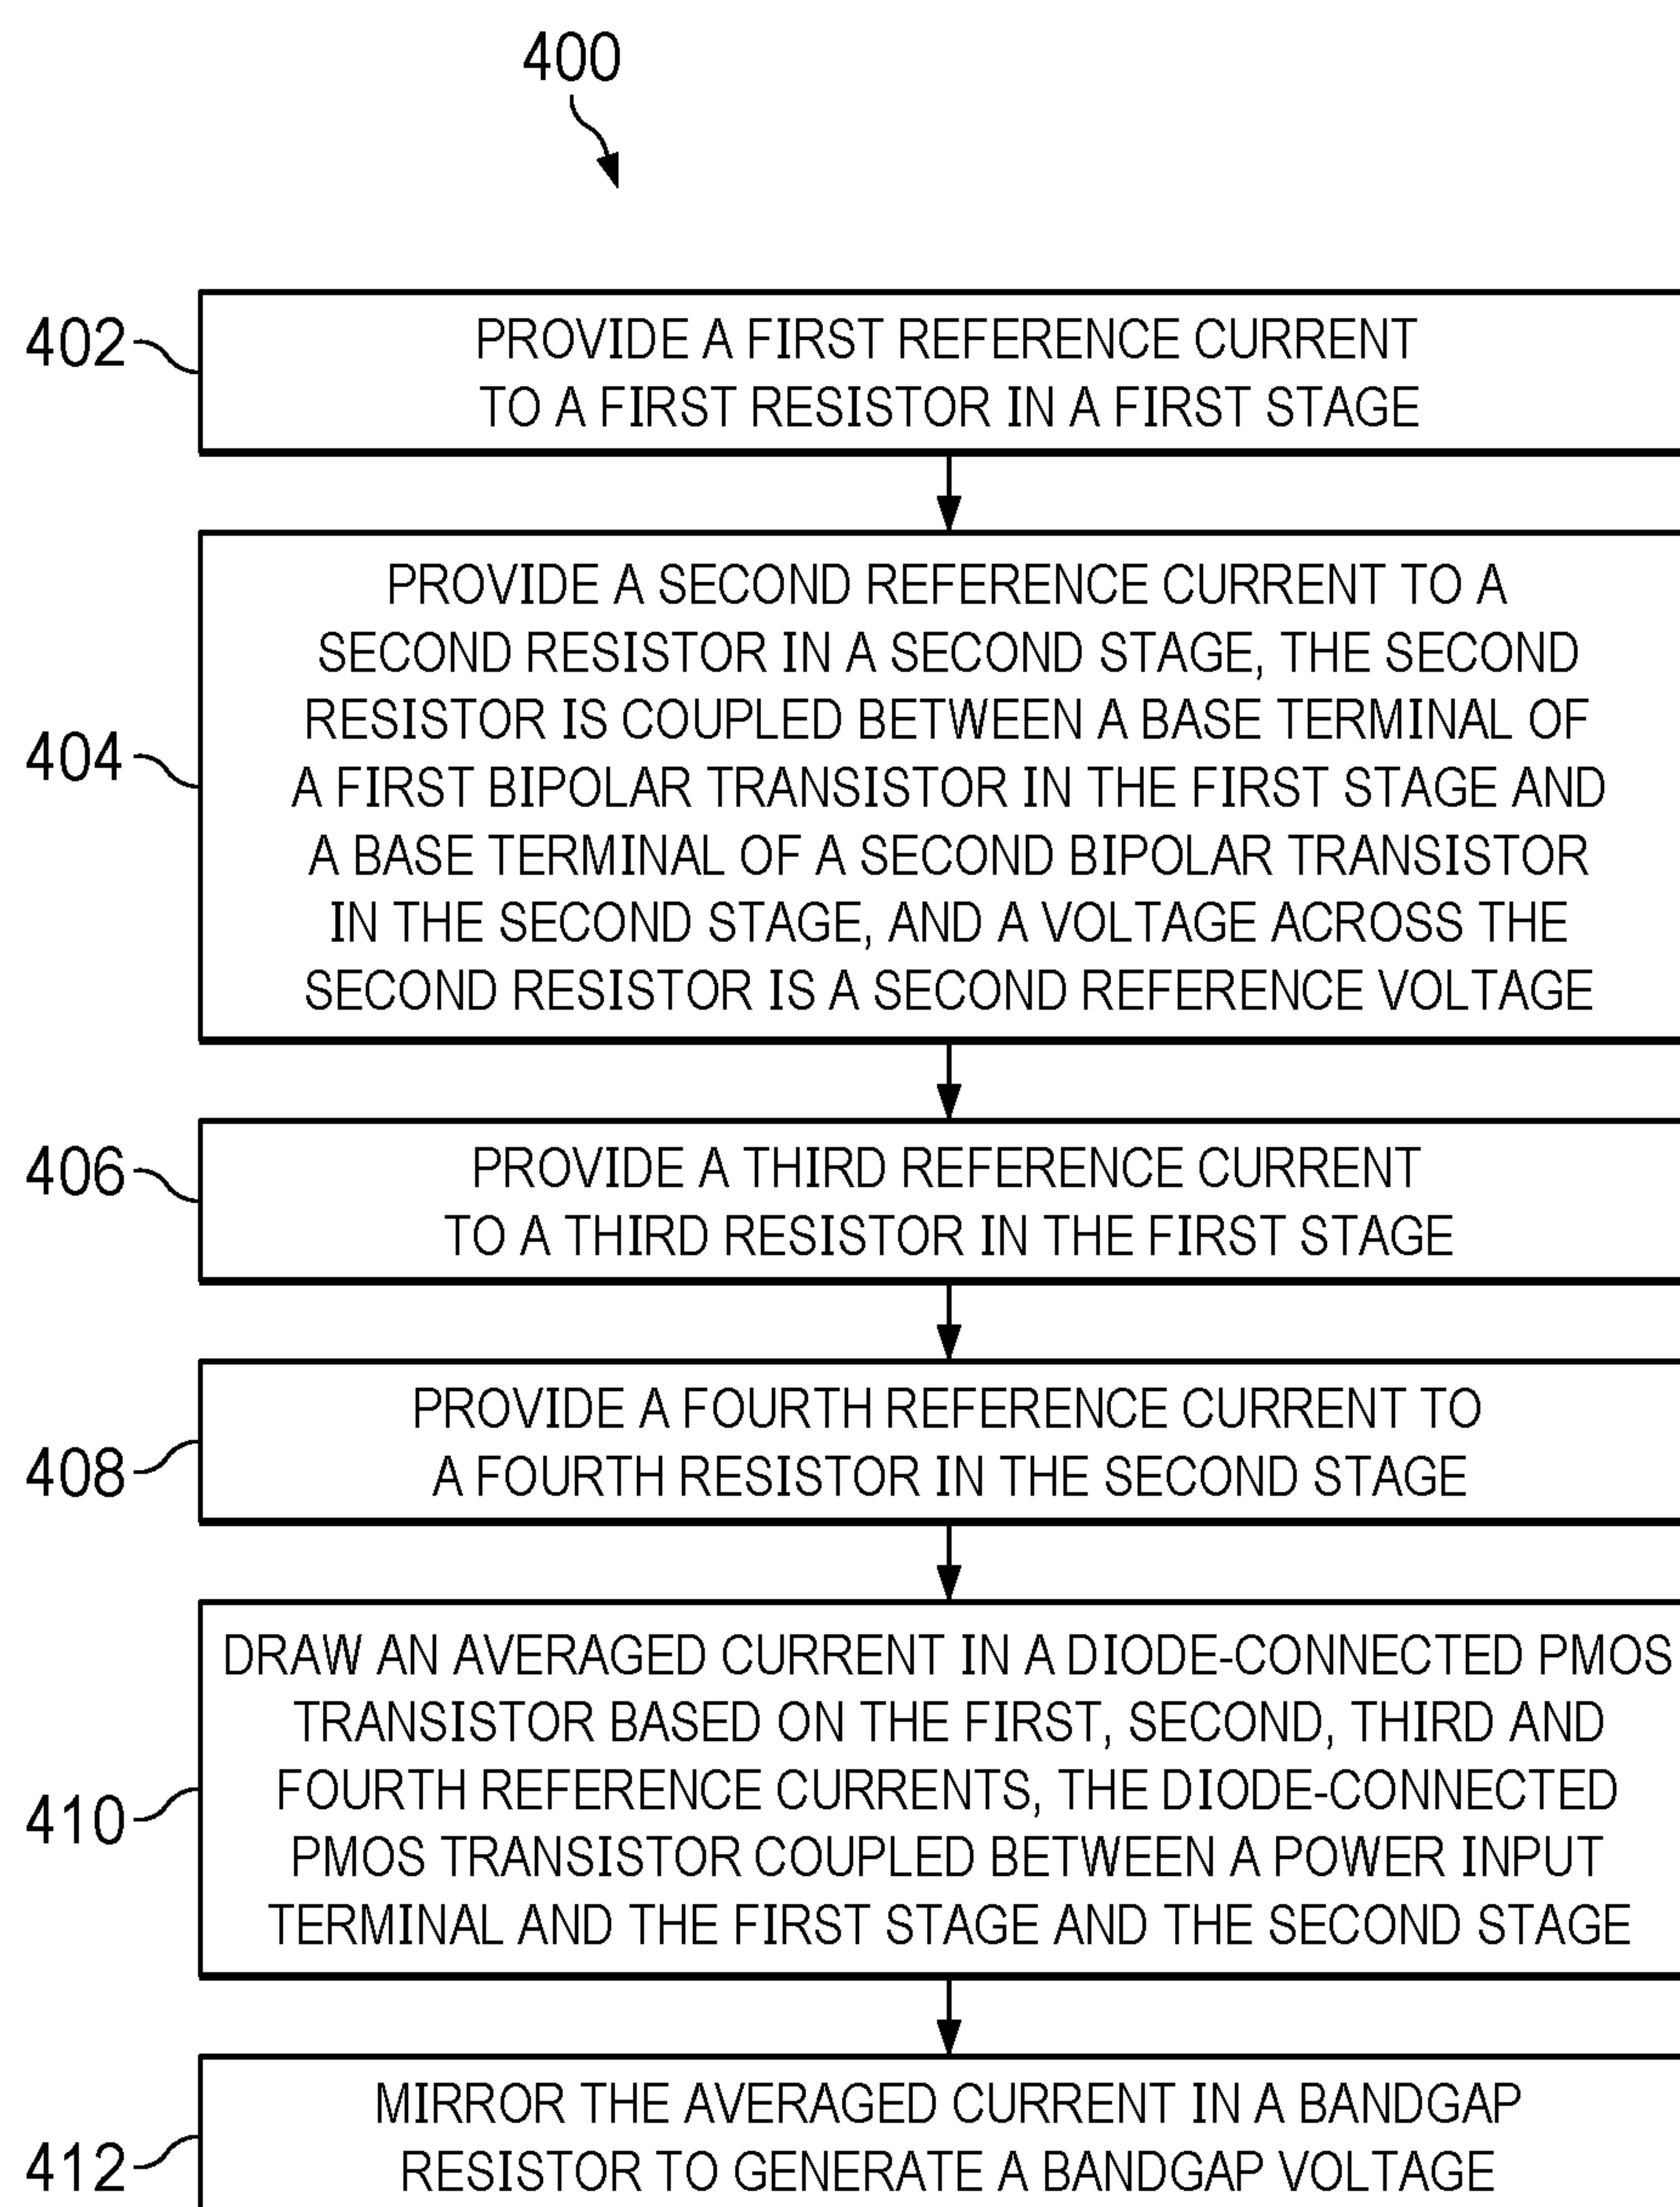 400
402
PROVIDE A FIRST REFERENCE CURRENT
TO A FIRST RESISTOR IN A FIRST STAGE
404
PROVIDE A SECOND REFERENCE CURRENT TO A
SECOND RESISTOR IN A SECOND STAGE, THE SECOND
RESISTOR IS COUPLED BETWEEN A BASE TERMINAL OF
A FIRST BIPOLAR TRANSISTOR IN THE FIRST STAGE AND
A BASE TERMINAL OF A SECOND BIPOLAR TRANSISTOR
IN THE SECOND STAGE, AND A VOLTAGE ACROSS THE
SECOND RESISTOR IS A SECOND REFERENCE VOLTAGE
406
PROVIDE A THIRD REFERENCE CURRENT
TO A THIRD RESISTOR IN THE FIRST STAGE
408
PROVIDE A FOURTH REFERENCE CURRENT TO
A FOURTH RESISTOR IN THE SECOND STAGE
410
DRAW AN AVERAGED CURRENT IN A DIODE-CONNECTED PMOS
TRANSISTOR BASED ON THE FIRST, SECOND, THIRD AND
FOURTH REFERENCE CURRENTS, THE DIODE-CONNECTED
PMOS TRANSISTOR COUPLED BETWEEN A POWER INPUT
TERMINAL AND THE FIRST STAGE AND THE SECOND STAGE
412
MIRROR THE AVERAGED CURRENT IN A BANDGAP
RESISTOR TO GENERATE A BANDGAP VOLTAGE